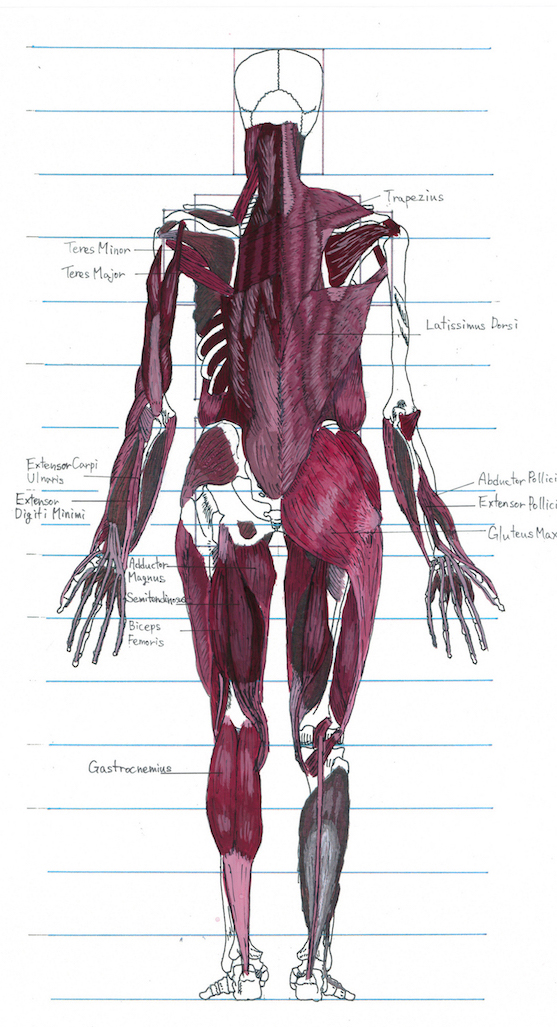 Trapezius
Teres Minor
Teres Major
Latissimus Dorsi
Extensor Carpi
Ulnaris
Extensor
Digiti Minimi
Abductor Pollici
Extensor Pollici
Gluteus Max
Adductor
Magnus
Semitendinosus
Biceps
Femoris
Gastrocnemius